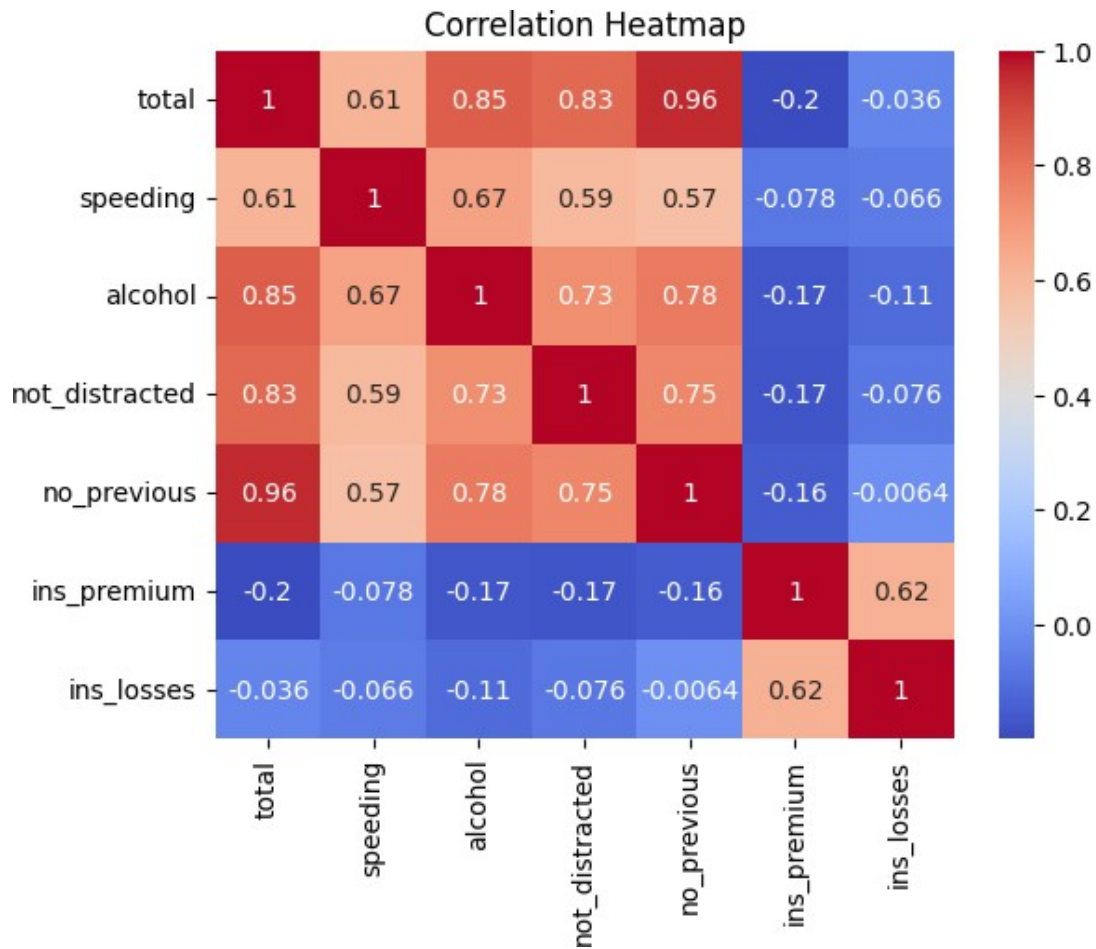 Correlation Heatmap
total 1 0.61 0.85 0.83 0.96 -0.2 -0.036
speeding 0.61 1 0.67 0.59 0.57 -0.078 -0.066
alcohol 0.85 0.67 1 0.73 0.78 -0.17 -0.11
not_distracted 0.83 0.59 0.73 1 0.75 -0.17 -0.076
no_previous 0.96 0.57 0.78 0.75 1 -0.16 -0.0064
ins_premium -0.2 -0.078 -0.17 -0.17 -0.16 1 0.62
ins_losses -0.036 -0.066 -0.11 -0.076 -0.0064 0.62 1
total
speeding
alcohol
not_distracted
no_previous
ins_premium
ins_losses
1.0
0.8
0.6
0.4
0.2
0.0